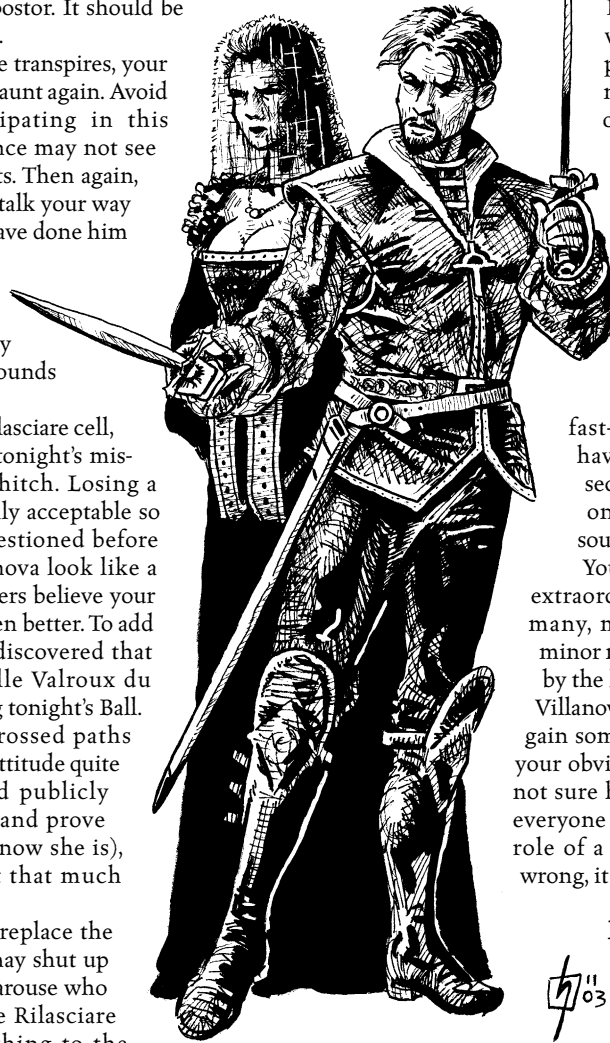 ostor. It should be
e transpires, your
aunt again. Avoid
ipating in this
nce may not see
ts. Then again,
talk your way
ave done him
y
ounds
lasciare cell,
tonight's mis-
hitch. Losing a
ly acceptable so
estioned before
nova look like a
ers believe your
en better. To add
discovered that
lle Valroux du
g tonight's Ball.
rossed paths
ttitude quite
d publicly
and prove
now she is),
t that much
replace the
may shut up
arouse who
e Rilasciare
thing to the
fast-
hav
sec
on
sou
You
extraord
many, m
minor r
by the
Villanov
gain som
your obvi
not sure h
everyone
role of a
wrong, it
03